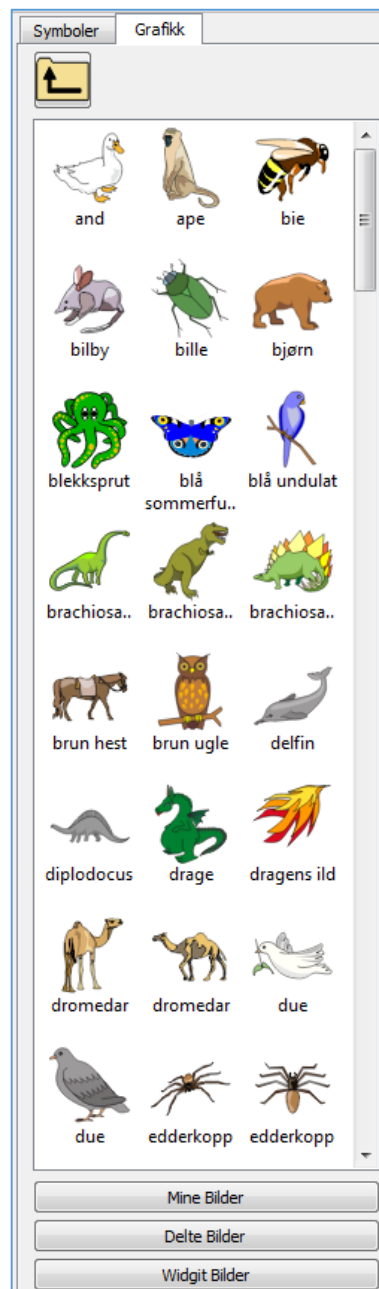 Symboler Grafikk
and ape bie
bilby bille bjørn
blekksprut blå sommerfu.. blå undulat
brachiosa.. brachiosa.. brachiosa..
brun hest brun ugle delfin
diplodocus drage dragens ild
dromedar dromedar due
due edderkopp edderkopp
Mine Bilder
Delte Bilder
Widgit Bilder